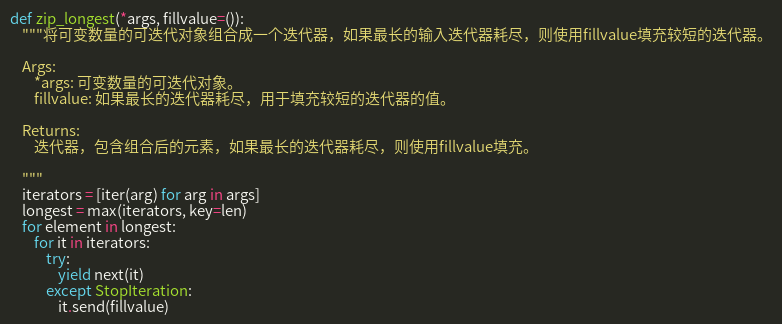 def zip_longest(*args, fillvalue=()):
    """将可变数量的可迭代对象组合成一个迭代器，如果最长的输入迭代器耗尽，则使用fillvalue填充较短的迭代器。
    Args:
        *args: 可变数量的可迭代对象。
        fillvalue: 如果最长的迭代器耗尽，用于填充较短的迭代器的值。
    Returns:
        迭代器，包含组合后的元素，如果最长的迭代器耗尽，则使用fillvalue填充。
    """
    iterators = [iter(arg) for arg in args]
    longest = max(iterators, key=len)
    for element in longest:
        for it in iterators:
            try:
                yield next(it)
            except StopIteration:
                it.send(fillvalue)